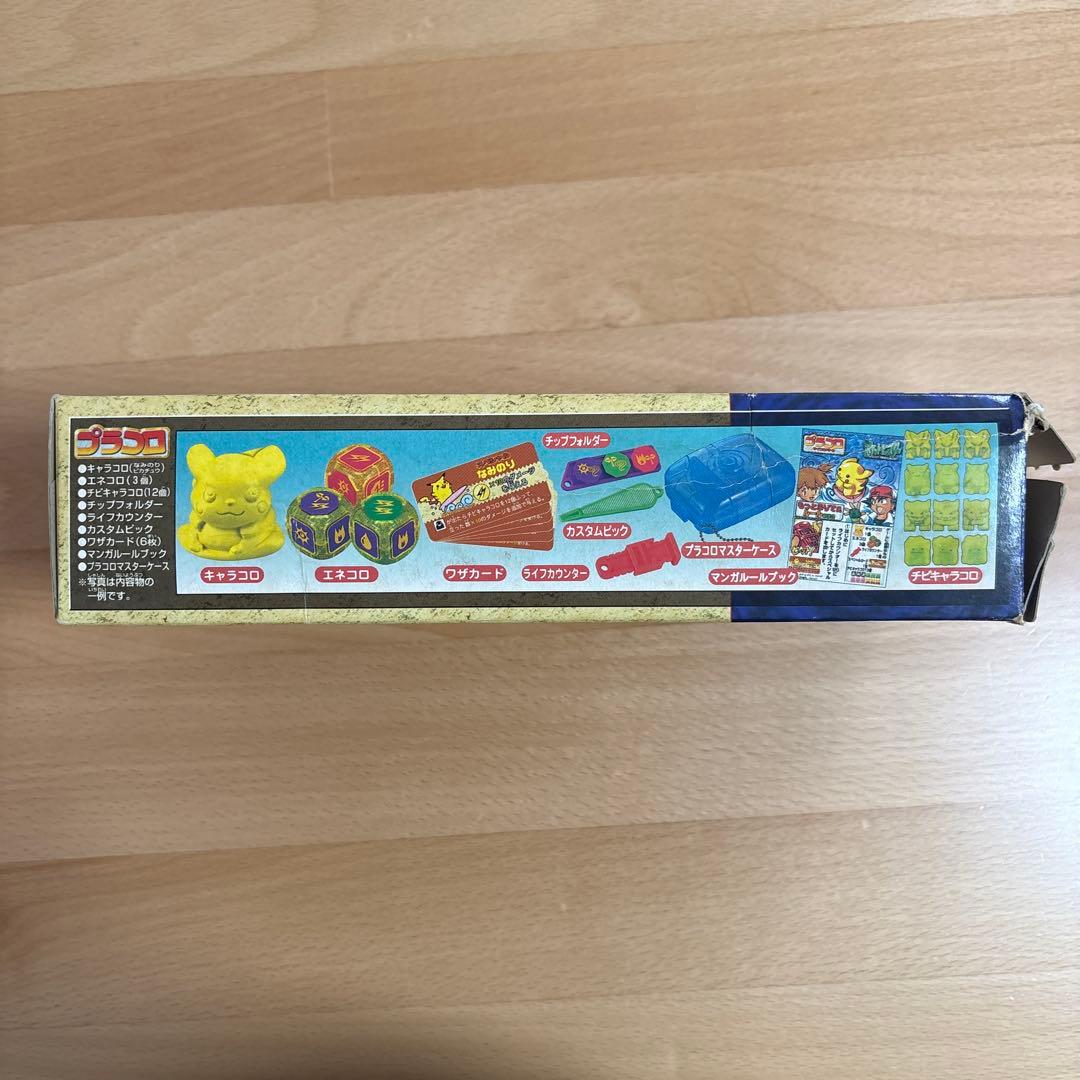 プラコロ
●キャラコロ(なみのりピカチュウ)
●エネコロ(3個)
●チビキャラコロ(12個)
●チップフォルダー
●ライフカウンター
●カスタムピック
●ワザカード(6枚)
●マンガルールブック
●プラコロマスターケース
※写真は内容物の
一例です。
キャラコロ
エネコロ
なみのり
ワザカード
チップフォルダー
カスタムピック
ライフカウンター
プラコロマスターケース
プラコロ
マンガルールブック
チビキャラコロ